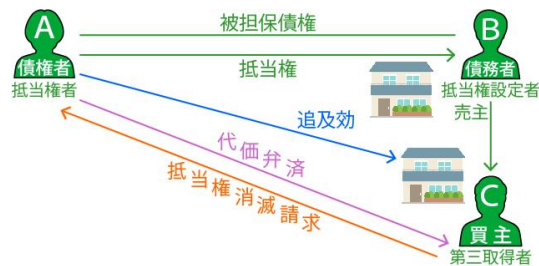 A
債権者
抵当権者
被担保債権
抵当権
B
債務者
抵当権設定者
売主
追及効
代価弁済
抵当権消滅請求
C
買主
第三取得者